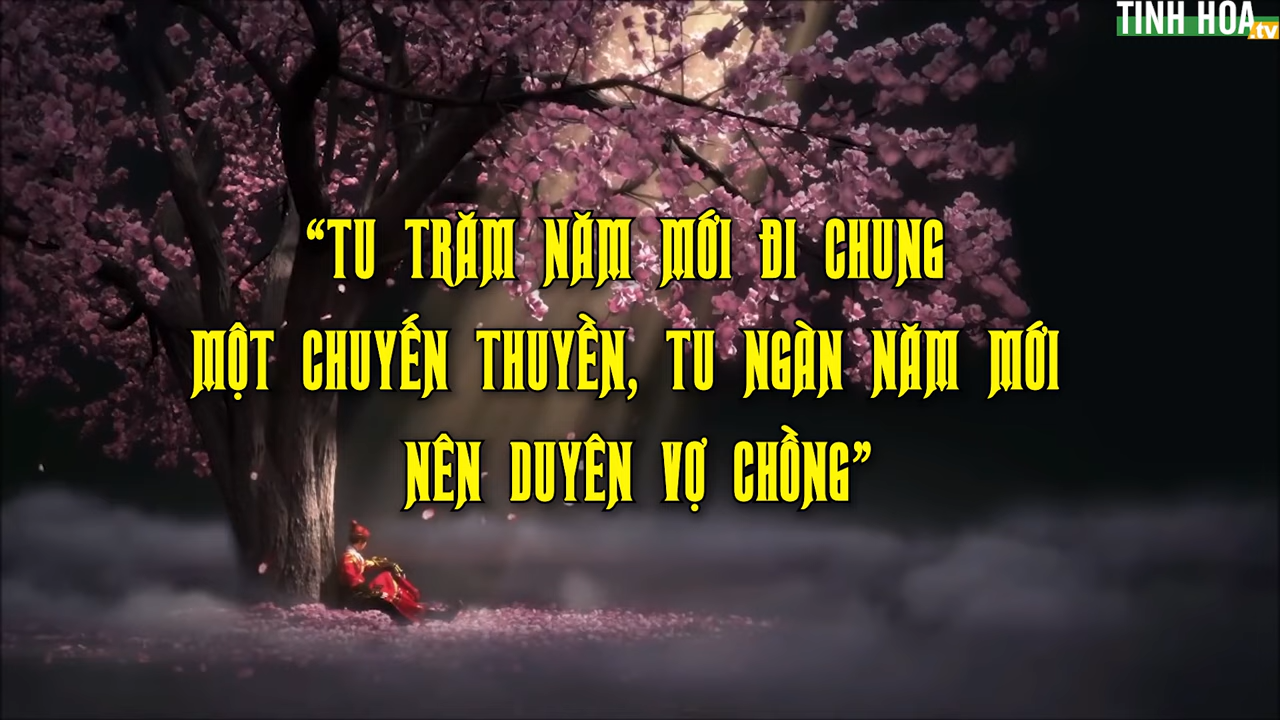 TINH HOA
.tv
“TU TRĂM NĂM MỚI ĐI CHUNG
MỘT CHUYẾN THUYỀN, TU NGÀN NĂM MỚI
NÊN DUYÊN VỢ CHỒNG”